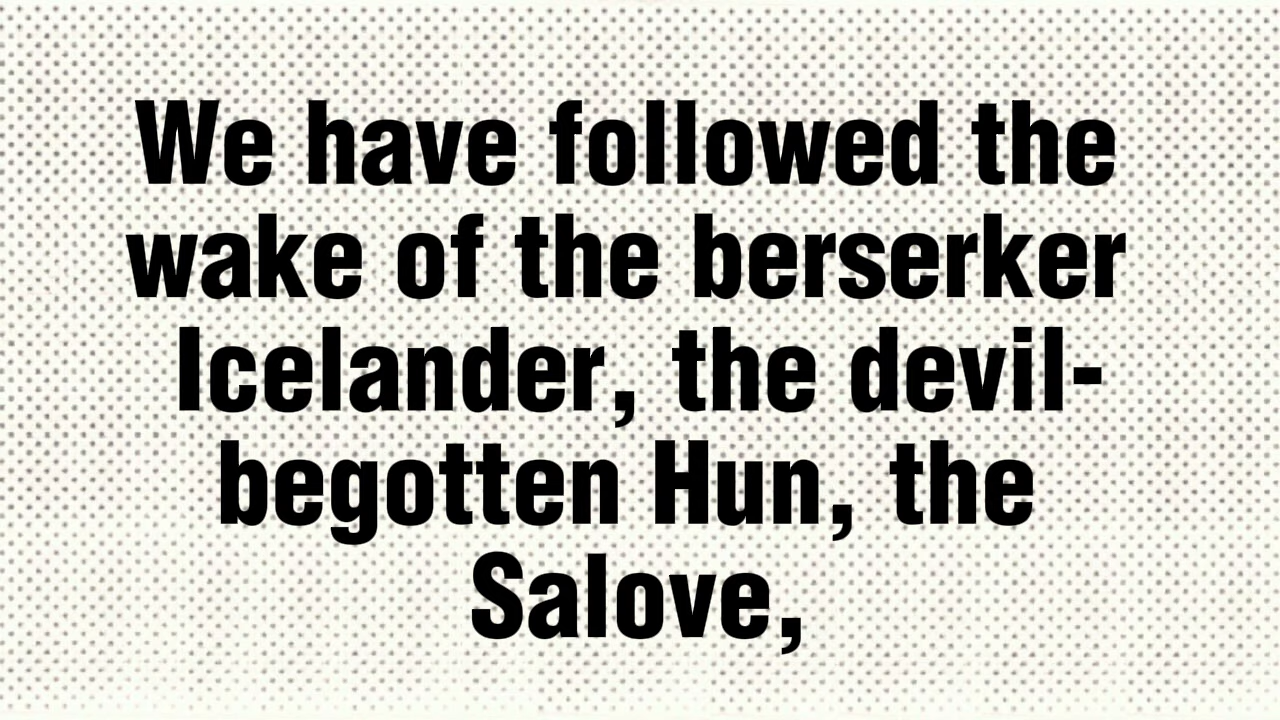 We have followed the
wake of the berserker
Icelander, the devil-
begotten Hun, the
Salove,